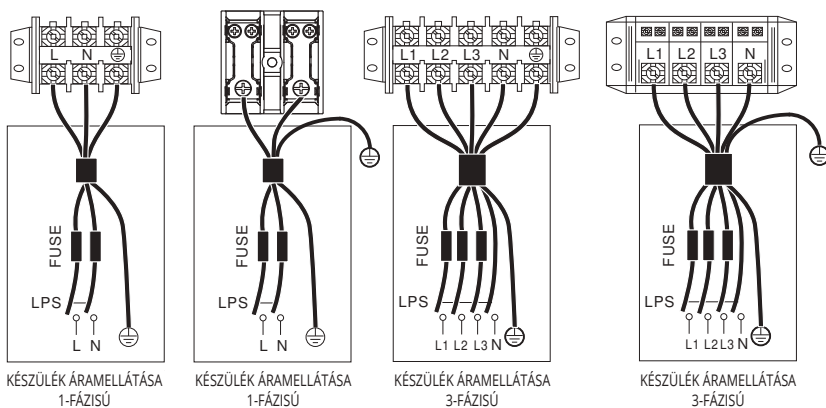 L N
L1 L2 L3 N
L1 L2 L3 N
FUSE
LPS
L N
FUSE
LPS
L N
FUSE
LPS
L1 L2 L3 N
FUSE
LPS
L1 L2 L3 N
KÉSZÜLÉK ÁRAMELLÁTÁSA
1-FÁZISÚ
KÉSZÜLÉK ÁRAMELLÁTÁSA
1-FÁZISÚ
KÉSZÜLÉK ÁRAMELLÁTÁSA
3-FÁZISÚ
KÉSZÜLÉK ÁRAMELLÁTÁSA
3-FÁZISÚ